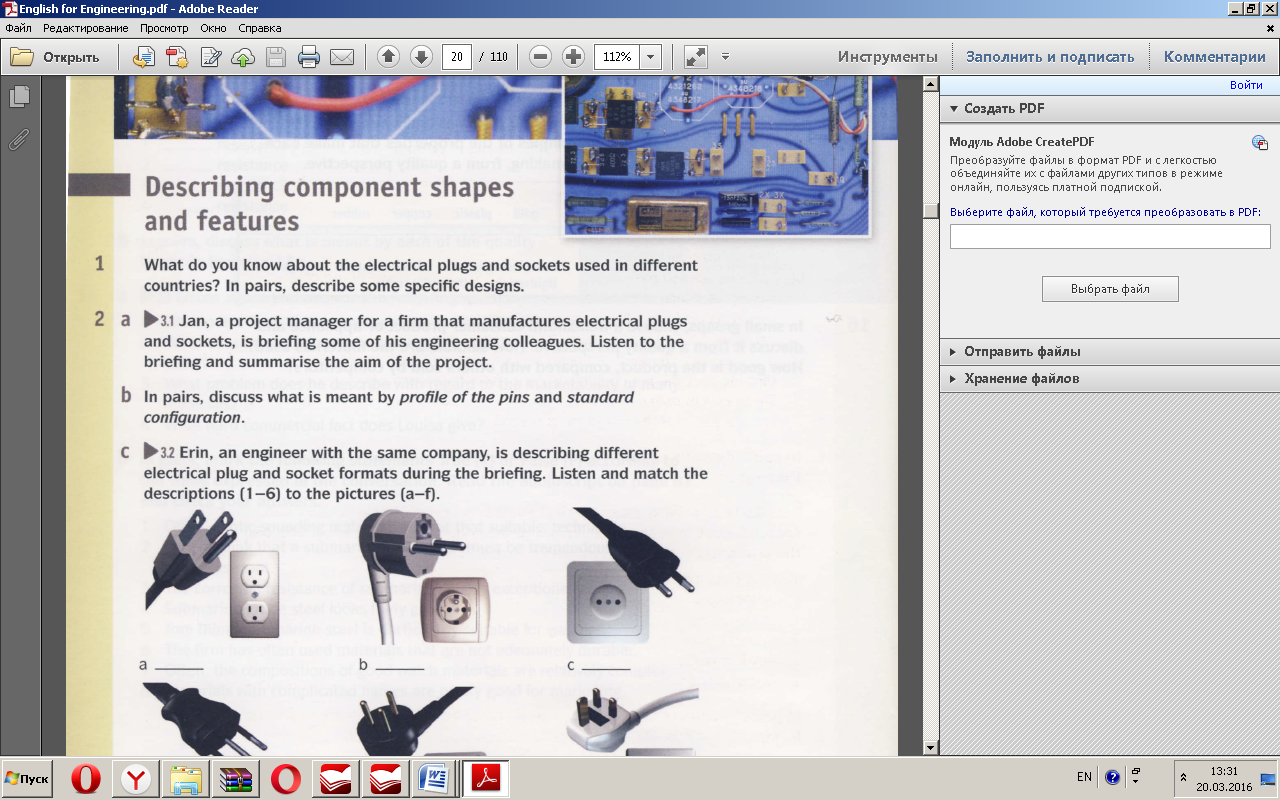 English for Engineering.pdf - Adobe Reader
Файл Редактирование Просмотр Окно Справка
Открыть 20 / 110 112% Инструменты Заполнить и подписать Комментарии
Войти
Создать PDF
Модуль Adobe CreatePDF
Преобразуйте файлы в формат PDF и с легкостью
объединяйте их с файлами других типов в режиме
онлайн, пользуясь платной подпиской.
Выберите файл, который требуется преобразовать в PDF:
Выбрать файл
Отправить файлы
Хранение файлов
Describing component shapes
and features
1 What do you know about the electrical plugs and sockets used in different
countries? In pairs, describe some specific designs.
2 a ▶3.1 Jan, a project manager for a firm that manufactures electrical plugs
and sockets, is briefing some of his engineering colleagues. Listen to the
briefing and summarise the aim of the project.
b In pairs, discuss what is meant by profile of the pins and standard
configuration.
c ▶3.2 Erin, an engineer with the same company, is describing different
electrical plug and socket formats during the briefing. Listen and match the
descriptions (1–6) to the pictures (a–f).
a ______ b ______ c ______
Пуск EN 13:31
20.03.2016